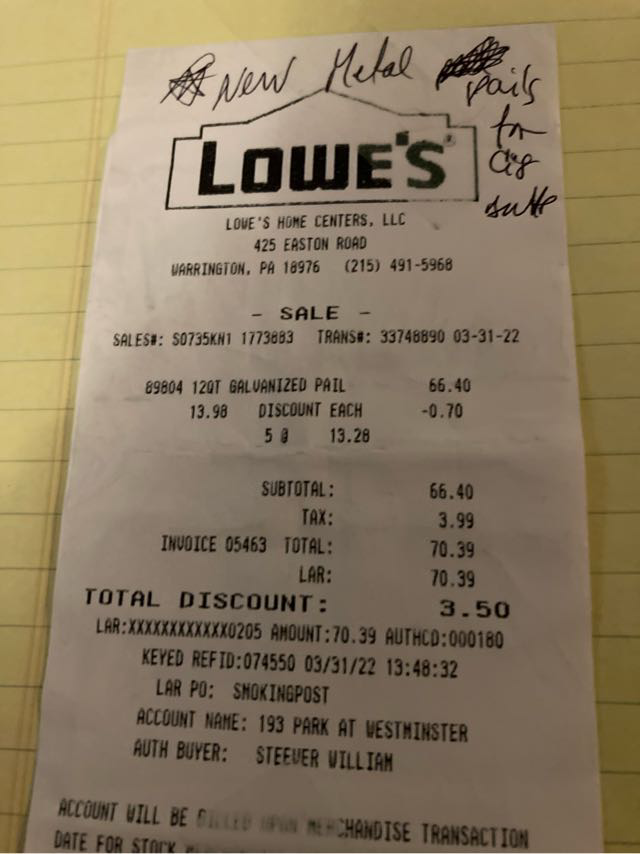 New Metal pails
for
Cig
butts
LOWE'S®
LOWE'S HOME CENTERS, LLC
425 EASTON ROAD
WARRINGTON, PA 18976 (215) 491-5968
- SALE -
SALES#: S0735KN1 1773883 TRANS#: 33748890 03-31-22
89804 12QT GALVANIZED PAIL 66.40
13.98 DISCOUNT EACH -0.70
5 @ 13.28
SUBTOTAL: 66.40
TAX: 3.99
INVOICE 05463 TOTAL: 70.39
LAR: 70.39
TOTAL DISCOUNT: 3.50
LAR:XXXXXXXXXXXX0205 AMOUNT:70.39 AUTHCD:000180
KEYED REFID:074550 03/31/22 13:48:32
LAR PO: SMOKINGPOST
ACCOUNT NAME: 193 PARK AT WESTMINSTER
AUTH BUYER: STEEVER WILLIAM
ACCOUNT WILL BE BILLED UPON MERCHANDISE TRANSACTION
DATE FOR STOCK